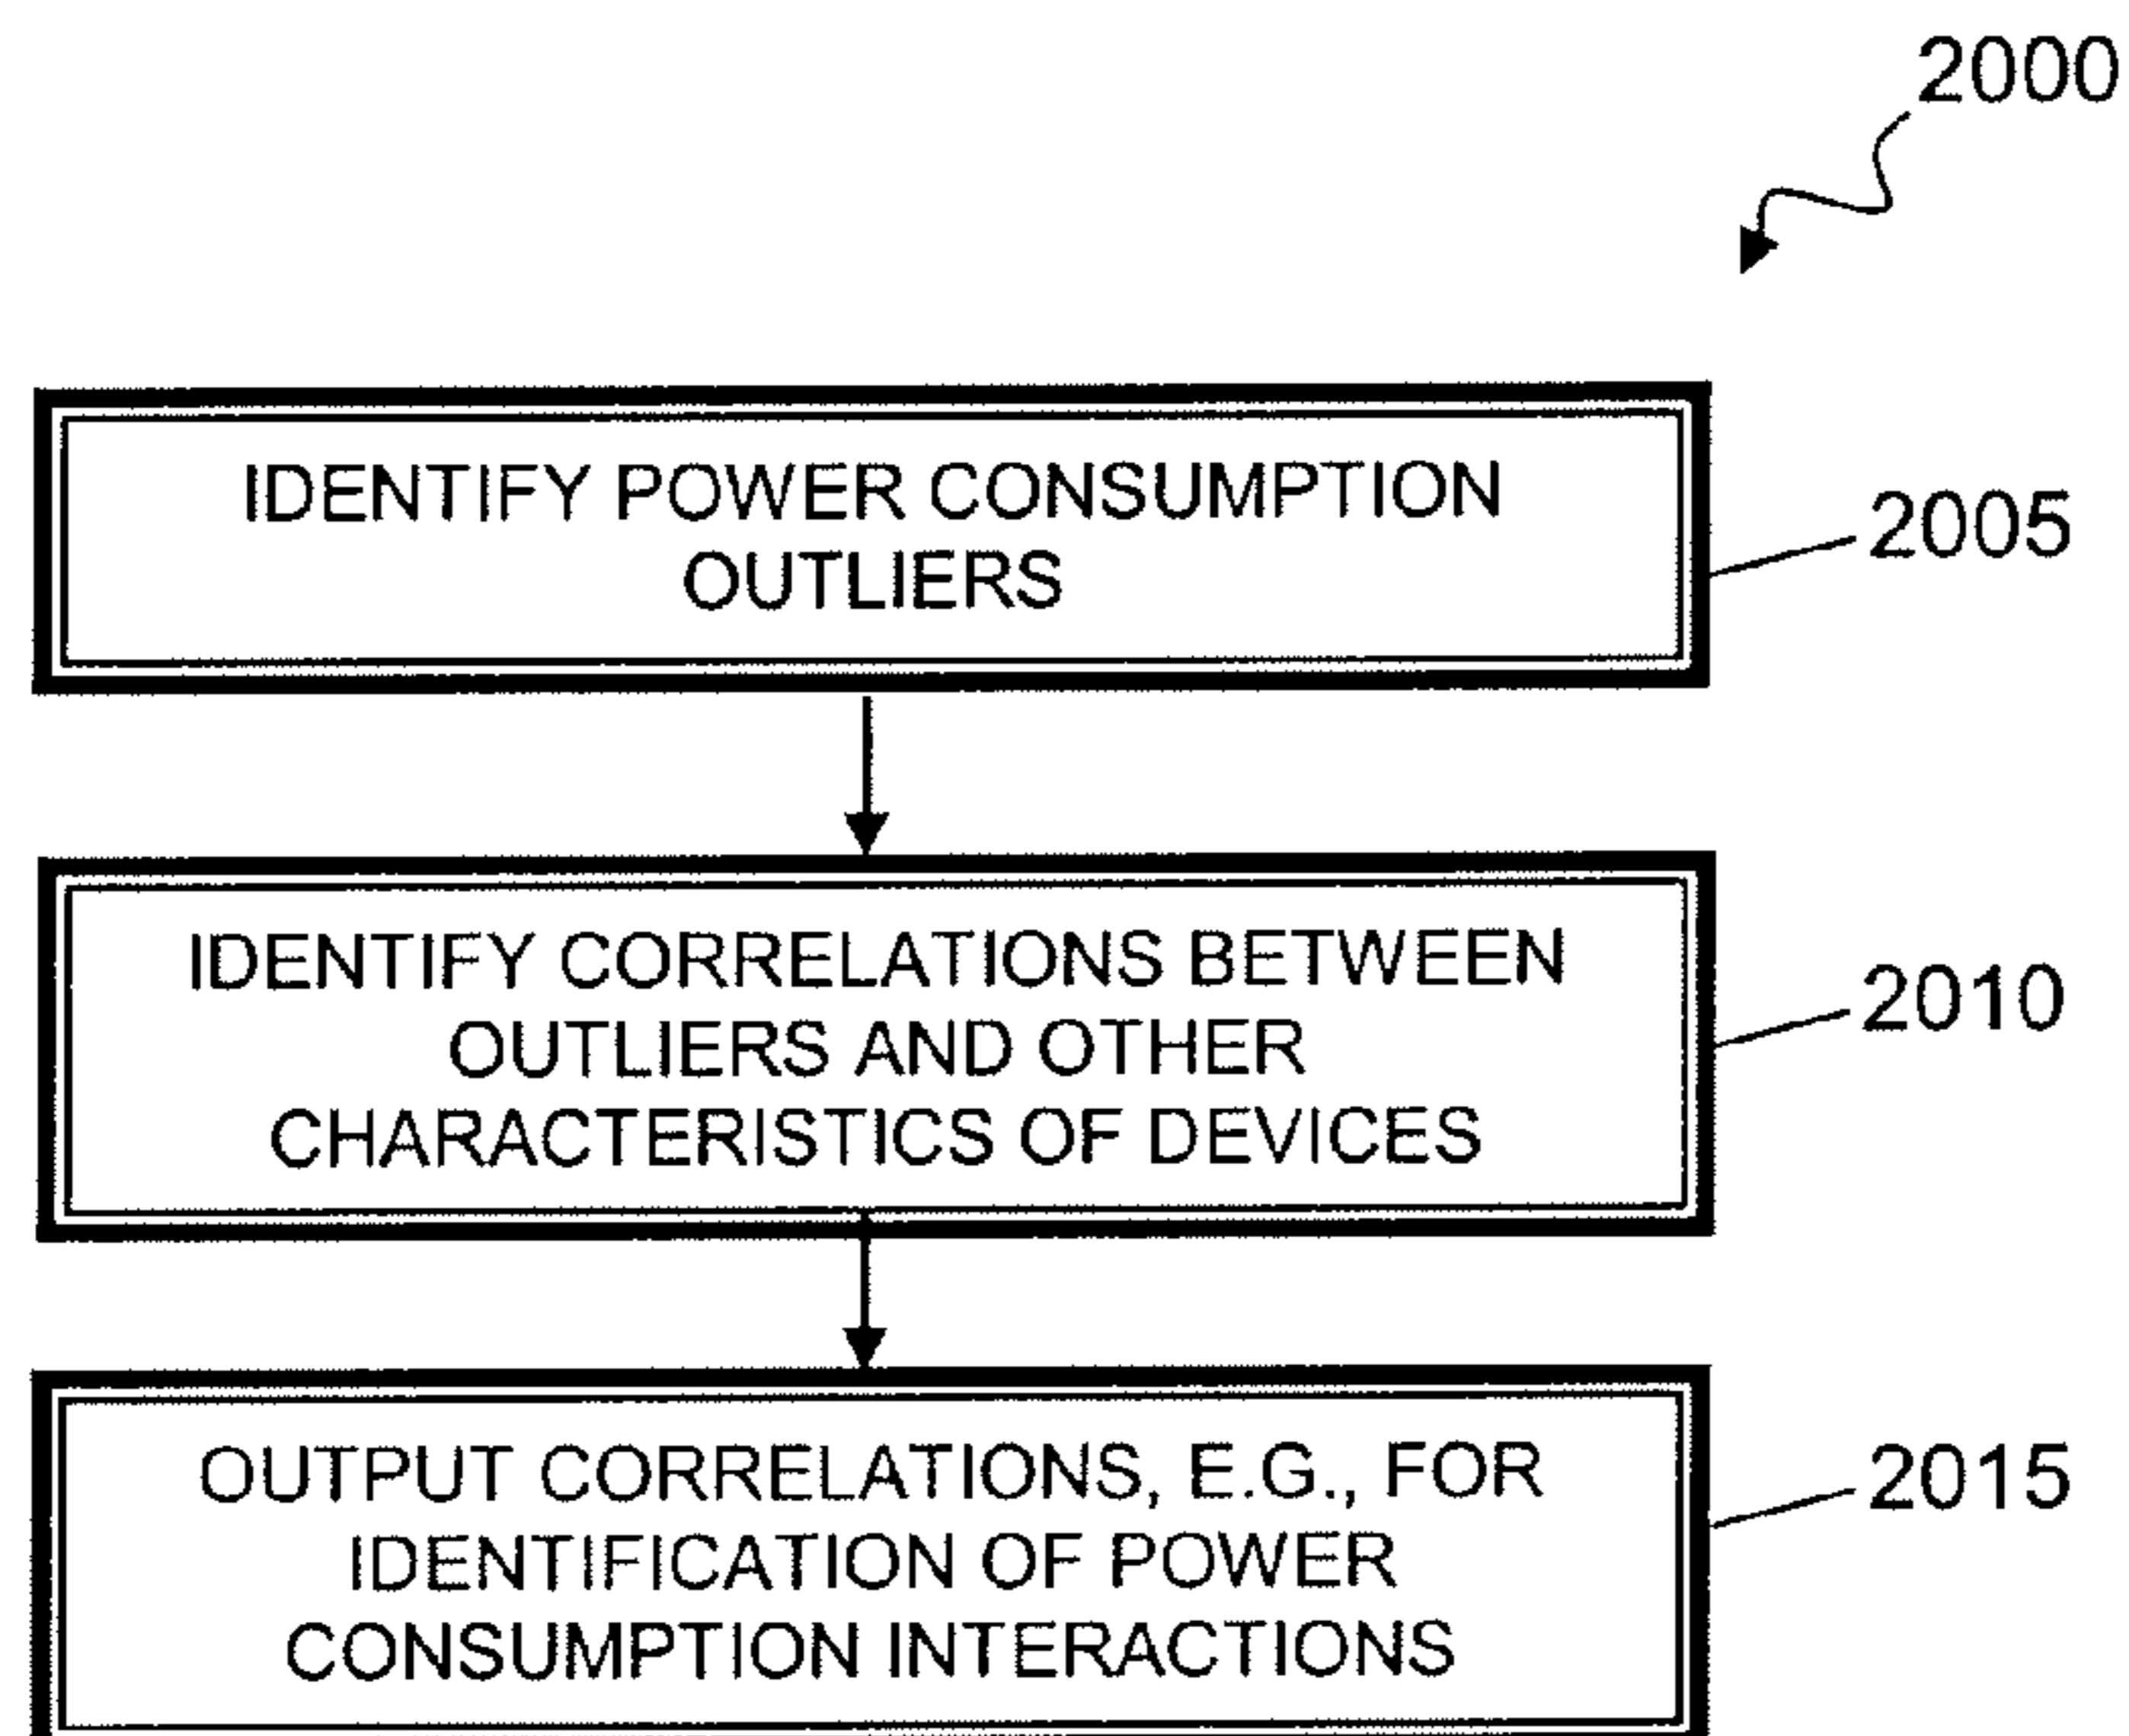 2000
IDENTIFY POWER CONSUMPTION
OUTLIERS
2005
IDENTIFY CORRELATIONS BETWEEN
OUTLIERS AND OTHER
CHARACTERISTICS OF DEVICES
2010
OUTPUT CORRELATIONS, E.G., FOR
IDENTIFICATION OF POWER
CONSUMPTION INTERACTIONS
2015